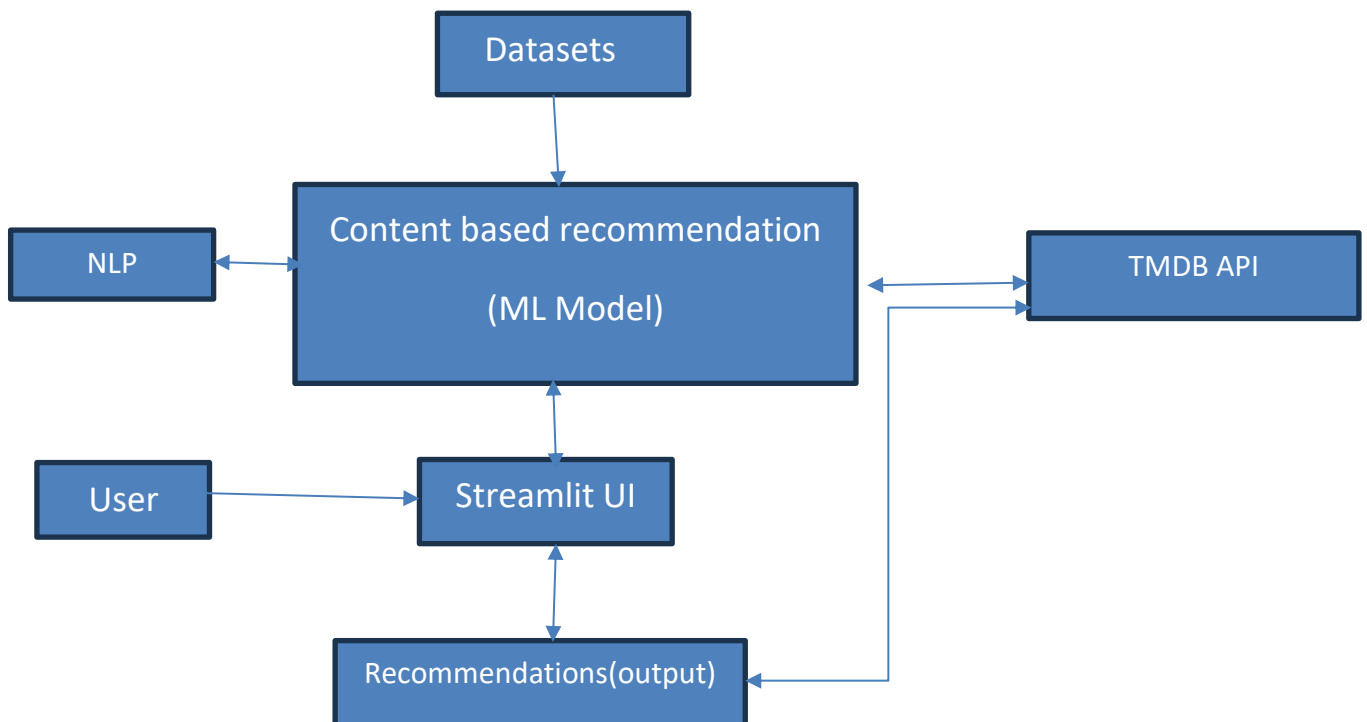 Datasets
Content based recommendation
(ML Model)
NLP
TMDB API
User
Streamlit UI
Recommendations(output)